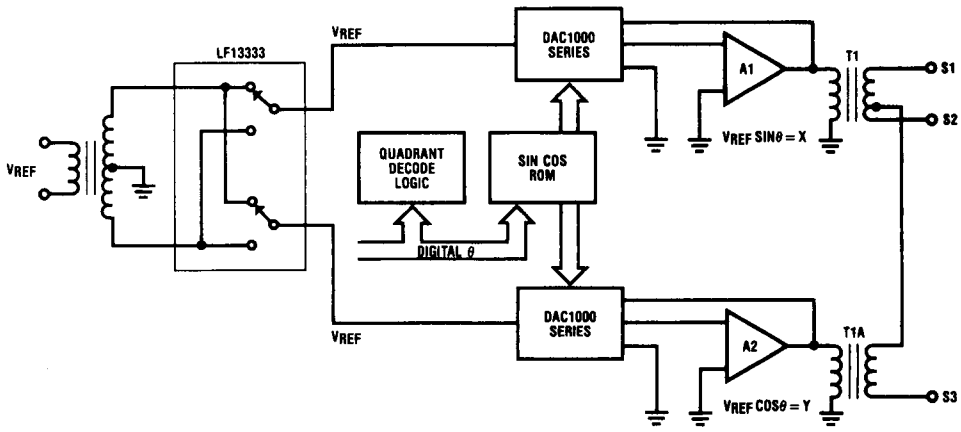 LF13333
VREF
DAC1000
SERIES
A1
T1
S1
S2
VREF SINθ = X
VREF
QUADRANT
DECODE
LOGIC
SIN COS
ROM
DIGITAL θ
DAC1000
SERIES
VREF
A2
T1A
VREF COSθ = Y
S3